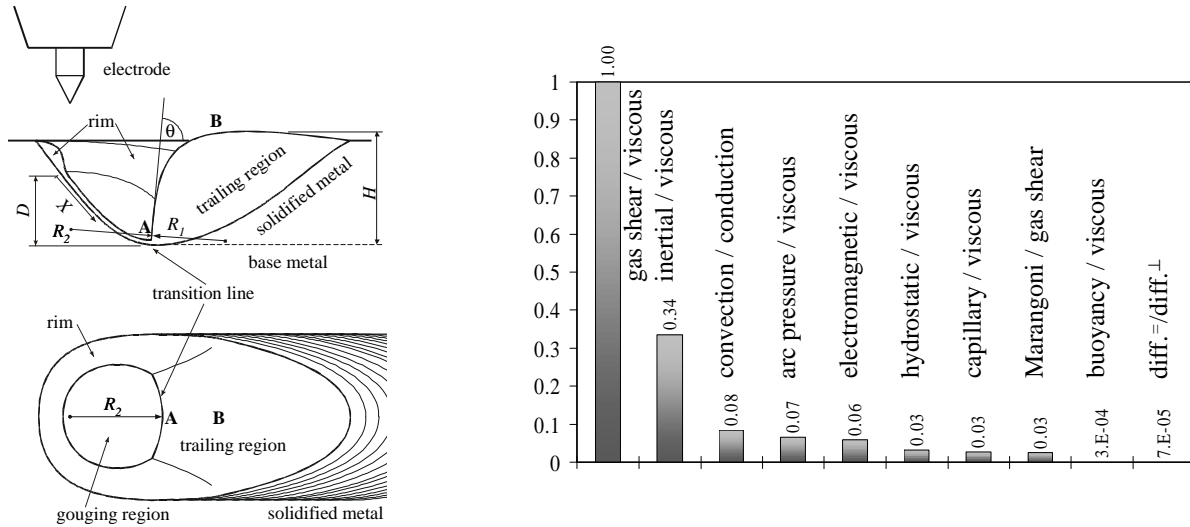 electrode
rim
θ
B
trailing region
solidified metal
H
D
X
A
R₁
R₂
base metal
transition line
rim
R₂
A
B
trailing region
gouging region
solidified metal
1
0.9
0.8
0.7
0.6
0.5
0.4
0.3
0.2
0.1
0
1.00
gas shear / viscous
0.34
inertial / viscous
0.08
convection / conduction
0.07
arc pressure / viscous
0.06
electromagnetic / viscous
0.03
hydrostatic / viscous
0.03
capillary / viscous
0.03
Marangoni / gas shear
3.E-04
buoyancy / viscous
7.E-05
diff.⁼/diff.⊥